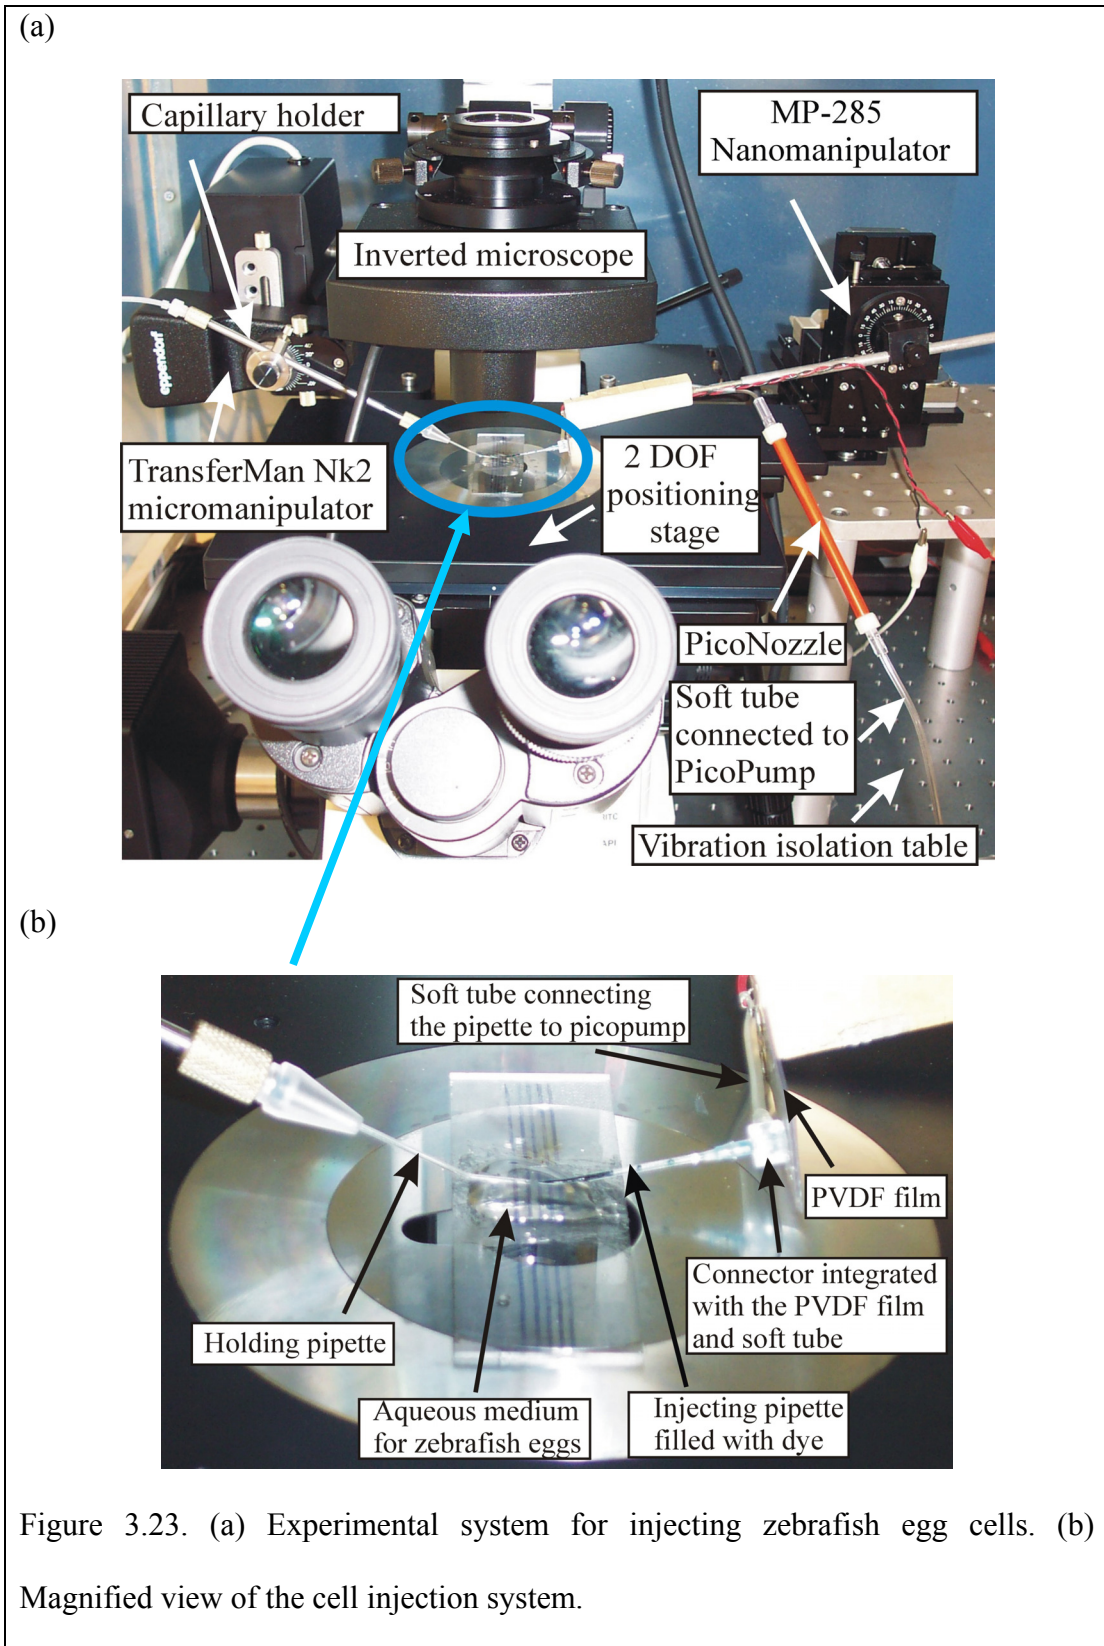 (a)
Capillary holder
MP-285
Nanomanipulator
Inverted microscope
eppendorf
TransferMan Nk2
micromanipulator
2 DOF
positioning
stage
PicoNozzle
Soft tube
connected to
PicoPump
Vibration isolation table
(b)
Soft tube connecting
the pipette to picopump
PVDF film
Connector integrated
with the PVDF film
and soft tube
Holding pipette
Aqueous medium
for zebrafish eggs
Injecting pipette
filled with dye
Figure 3.23. (a) Experimental system for injecting zebrafish egg cells. (b)
Magnified view of the cell injection system.